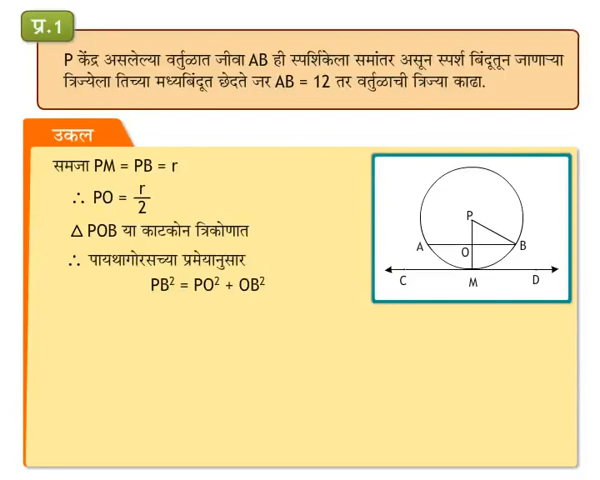 प्र.1
P केंद्र असलेल्या वर्तुळात जीवा AB ही स्पर्शिकेला समांतर असून स्पर्श बिंदूतून जाणाऱ्या
त्रिज्येला तिच्या मध्यबिंदूत छेदते जर AB = 12 तर वर्तुळाची त्रिज्या काढा.
उकल
समजा PM = PB = r
∴ PO = r/2
Δ POB या काटकोन त्रिकोणात
∴ पायथागोरसच्या प्रमेयानुसार
PB² = PO² + OB²
P
A
O
B
C
M
D